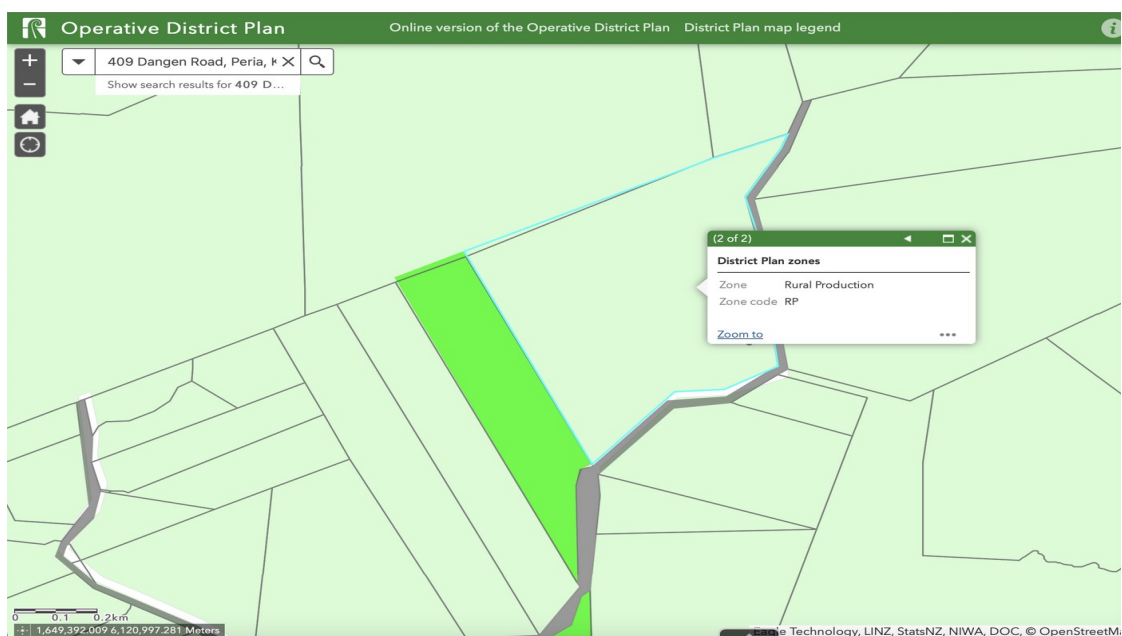 Operative District Plan
Online version of the Operative District Plan District Plan map legend
409 Dangen Road, Peria,
Show search results for 409 D...
(2 of 2)
District Plan zones
Zone Rural Production
Zone code RP
Zoom to
0 0.1 0.2km
1,649,392.009 6,120,997.281 Meters
Eagle Technology, LINZ, StatsNZ, NIWA, DOC, © OpenStreetMa